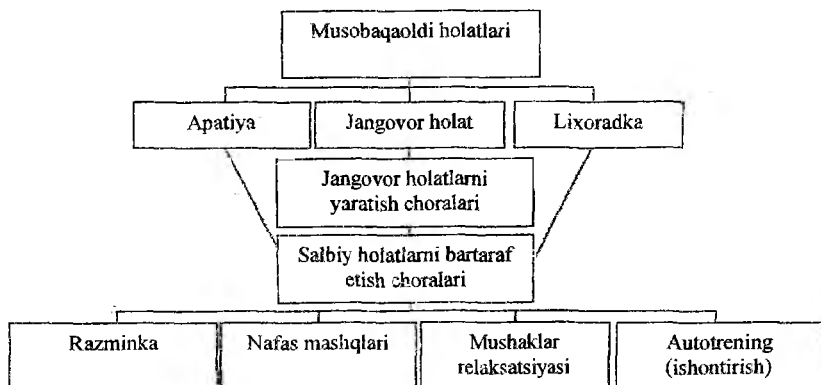 Musobaqaoldi holatlari
Apatiya
Jangovor holat
Lixoradka
Jangovor holatlarni
yaratish choralari
Salbiy holatlarni bartaraf
etish choralari
Razminka
Nafas mashqlari
Mushaklar
relaksatsiyasi
Autotrening
(ishontirish)